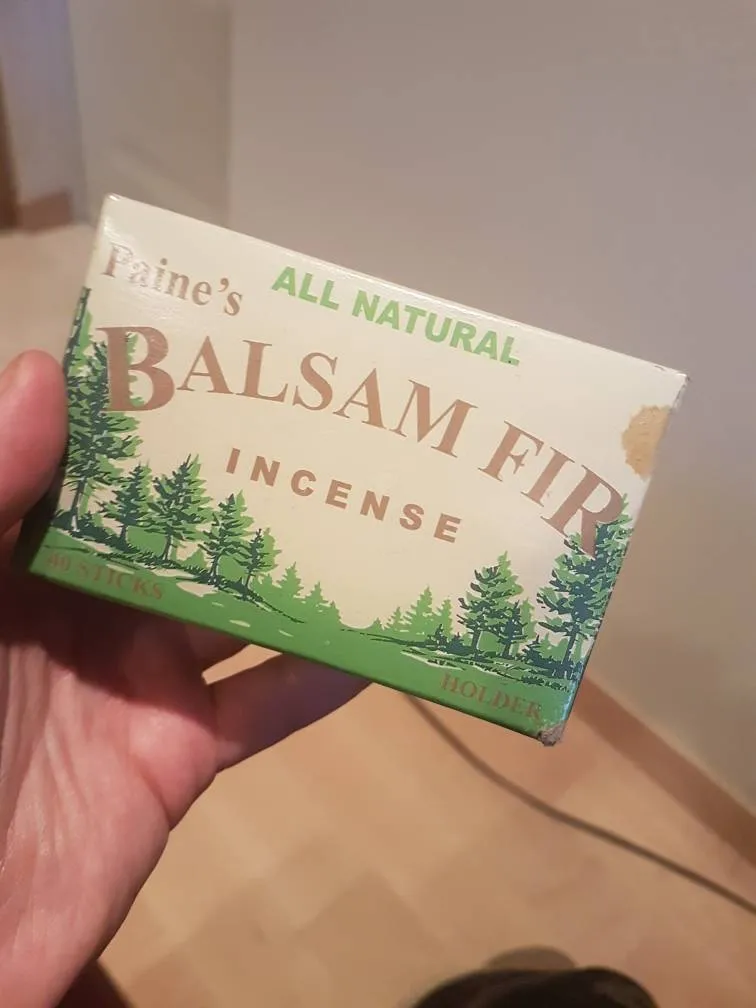 Paine's
ALL NATURAL
BALSAM FIR
INCENSE
40 STICKS
HOLDER